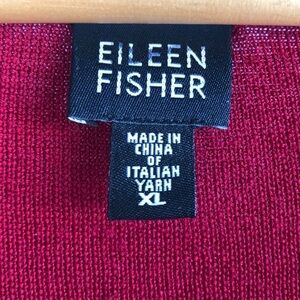 EILEEN
FISHER
MADE IN
CHINA
OF
ITALIAN
YARN
XL